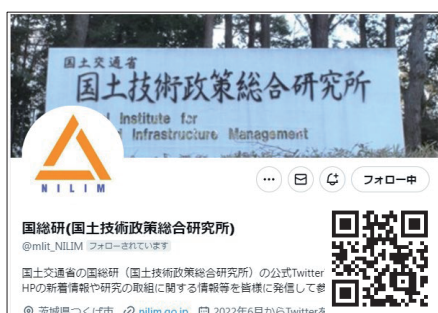 国土交通省
国土技術政策総合研究所
Institute for
Infrastructure Management
NILIM
フォロー中
国総研(国土技術政策総合研究所)
@mlit_NILIM フォローされています
国土交通省の国総研（国土技術政策総合研究所）の公式Twitter
HPの新着情報や研究の取組に関する情報等を皆様に発信して参
茨城県つくば市 nilim.go.jp 2022年6月からTwitterを